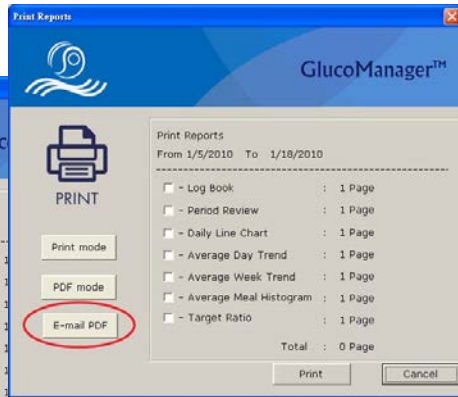 Print Reports
GlucoManager™
PRINT
Print mode
PDF mode
E-mail PDF
Print Reports
From 1/5/2010 To 1/18/2010
- Log Book : 1 Page
- Period Review : 1 Page
- Daily Line Chart : 1 Page
- Average Day Trend : 1 Page
- Average Week Trend : 1 Page
- Average Meal Histogram : 1 Page
- Target Ratio : 1 Page
Total : 0 Page
Print Cancel